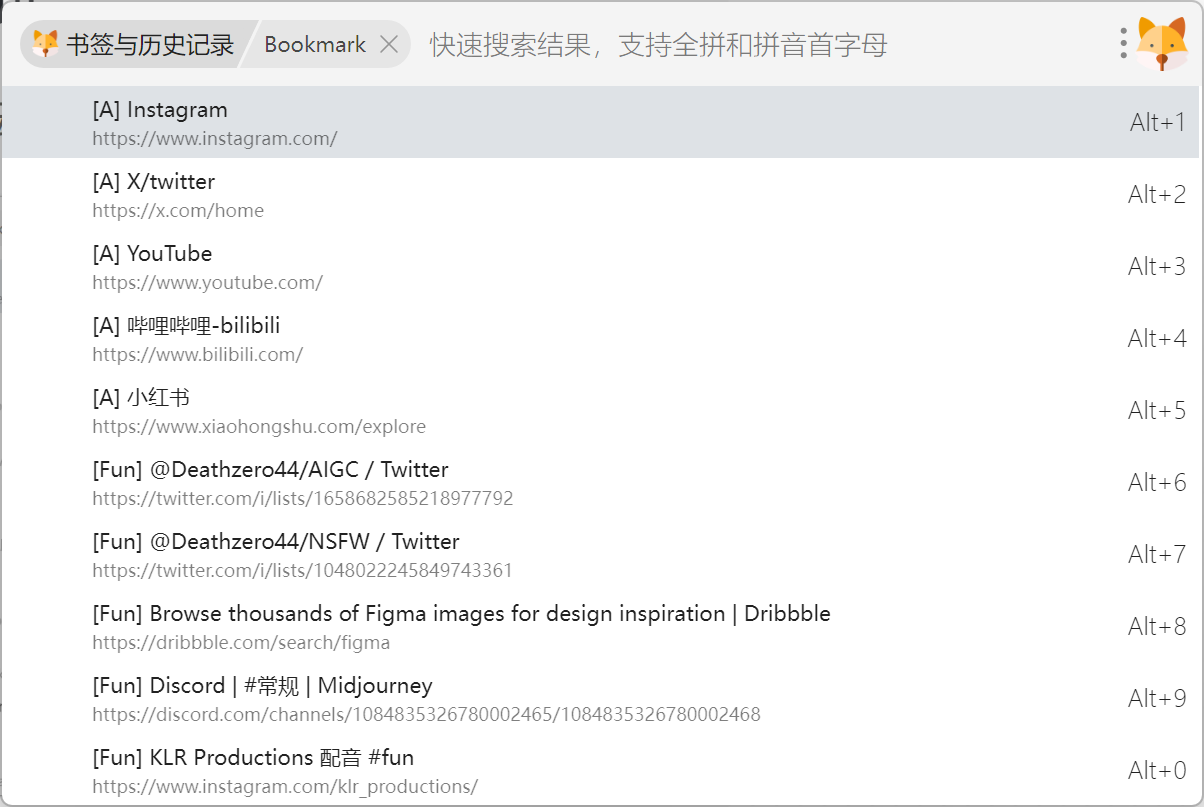 书签与历史记录 Bookmark 快速搜索结果，支持全拼和拼音首字母
[A] Instagram
https://www.instagram.com/
Alt+1
[A] X/twitter
https://x.com/home
Alt+2
[A] YouTube
https://www.youtube.com/
Alt+3
[A] 哔哩哔哩-bilibili
https://www.bilibili.com/
Alt+4
[A] 小红书
https://www.xiaohongshu.com/explore
Alt+5
[Fun] @Deathzero44/AIGC / Twitter
https://twitter.com/i/lists/1658682585218977792
Alt+6
[Fun] @Deathzero44/NSFW / Twitter
https://twitter.com/i/lists/1048022245849743361
Alt+7
[Fun] Browse thousands of Figma images for design inspiration | Dribbble
https://dribbble.com/search/figma
Alt+8
[Fun] Discord | #常规 | Midjourney
https://discord.com/channels/1084835326780002465/1084835326780002468
Alt+9
[Fun] KLR Productions 配音 #fun
https://www.instagram.com/klr_productions/
Alt+0